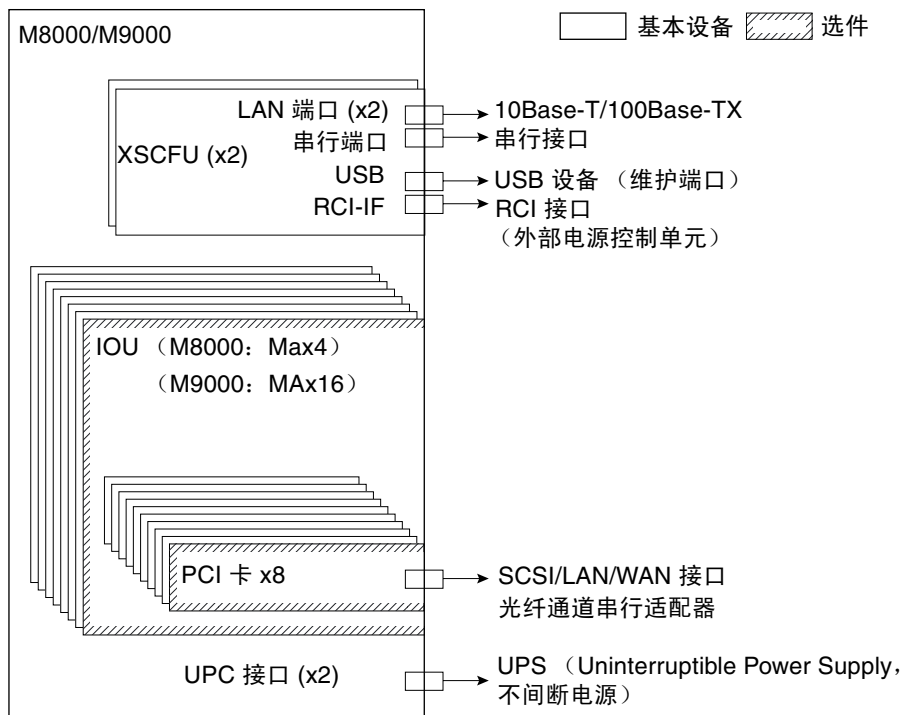 M8000/M9000
基本设备
选件
LAN 端口 (x2)
10Base-T/100Base-TX
串行端口
串行接口
XSCFU (x2)
USB
USB 设备 （维护端口）
RCI-IF
RCI 接口
（外部电源控制单元）
IOU （M8000：Max4）
（M9000：MAx16）
PCI 卡 x8
SCSI/LAN/WAN 接口
光纤通道串行适配器
UPC 接口 (x2)
UPS （Uninterruptible Power Supply，
不间断电源）